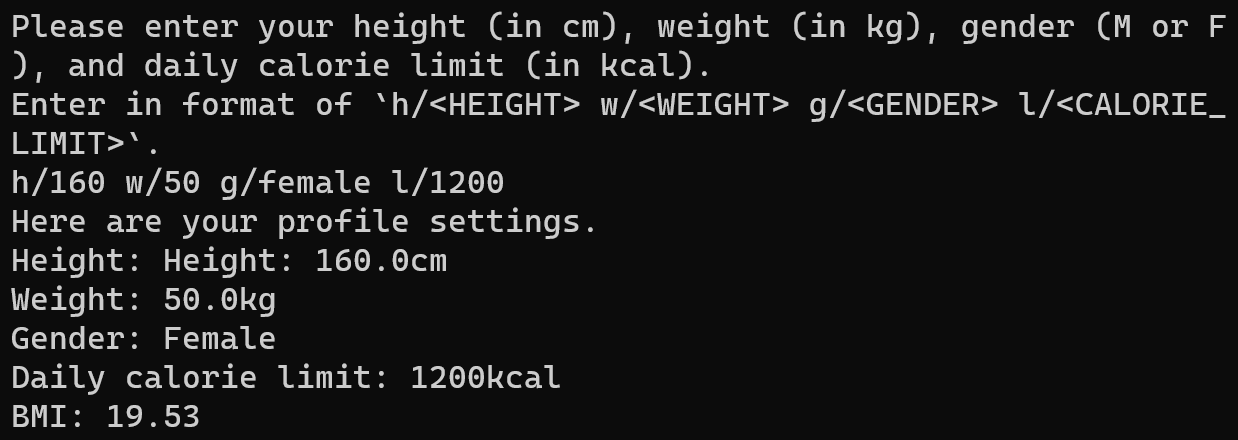 Please enter your height (in cm), weight (in kg), gender (M or F
), and daily calorie limit (in kcal).
Enter in format of `h/<HEIGHT> w/<WEIGHT> g/<GENDER> l/<CALORIE_
LIMIT>`.
h/160 w/50 g/female l/1200
Here are your profile settings.
Height: Height: 160.0cm
Weight: 50.0kg
Gender: Female
Daily calorie limit: 1200kcal
BMI: 19.53